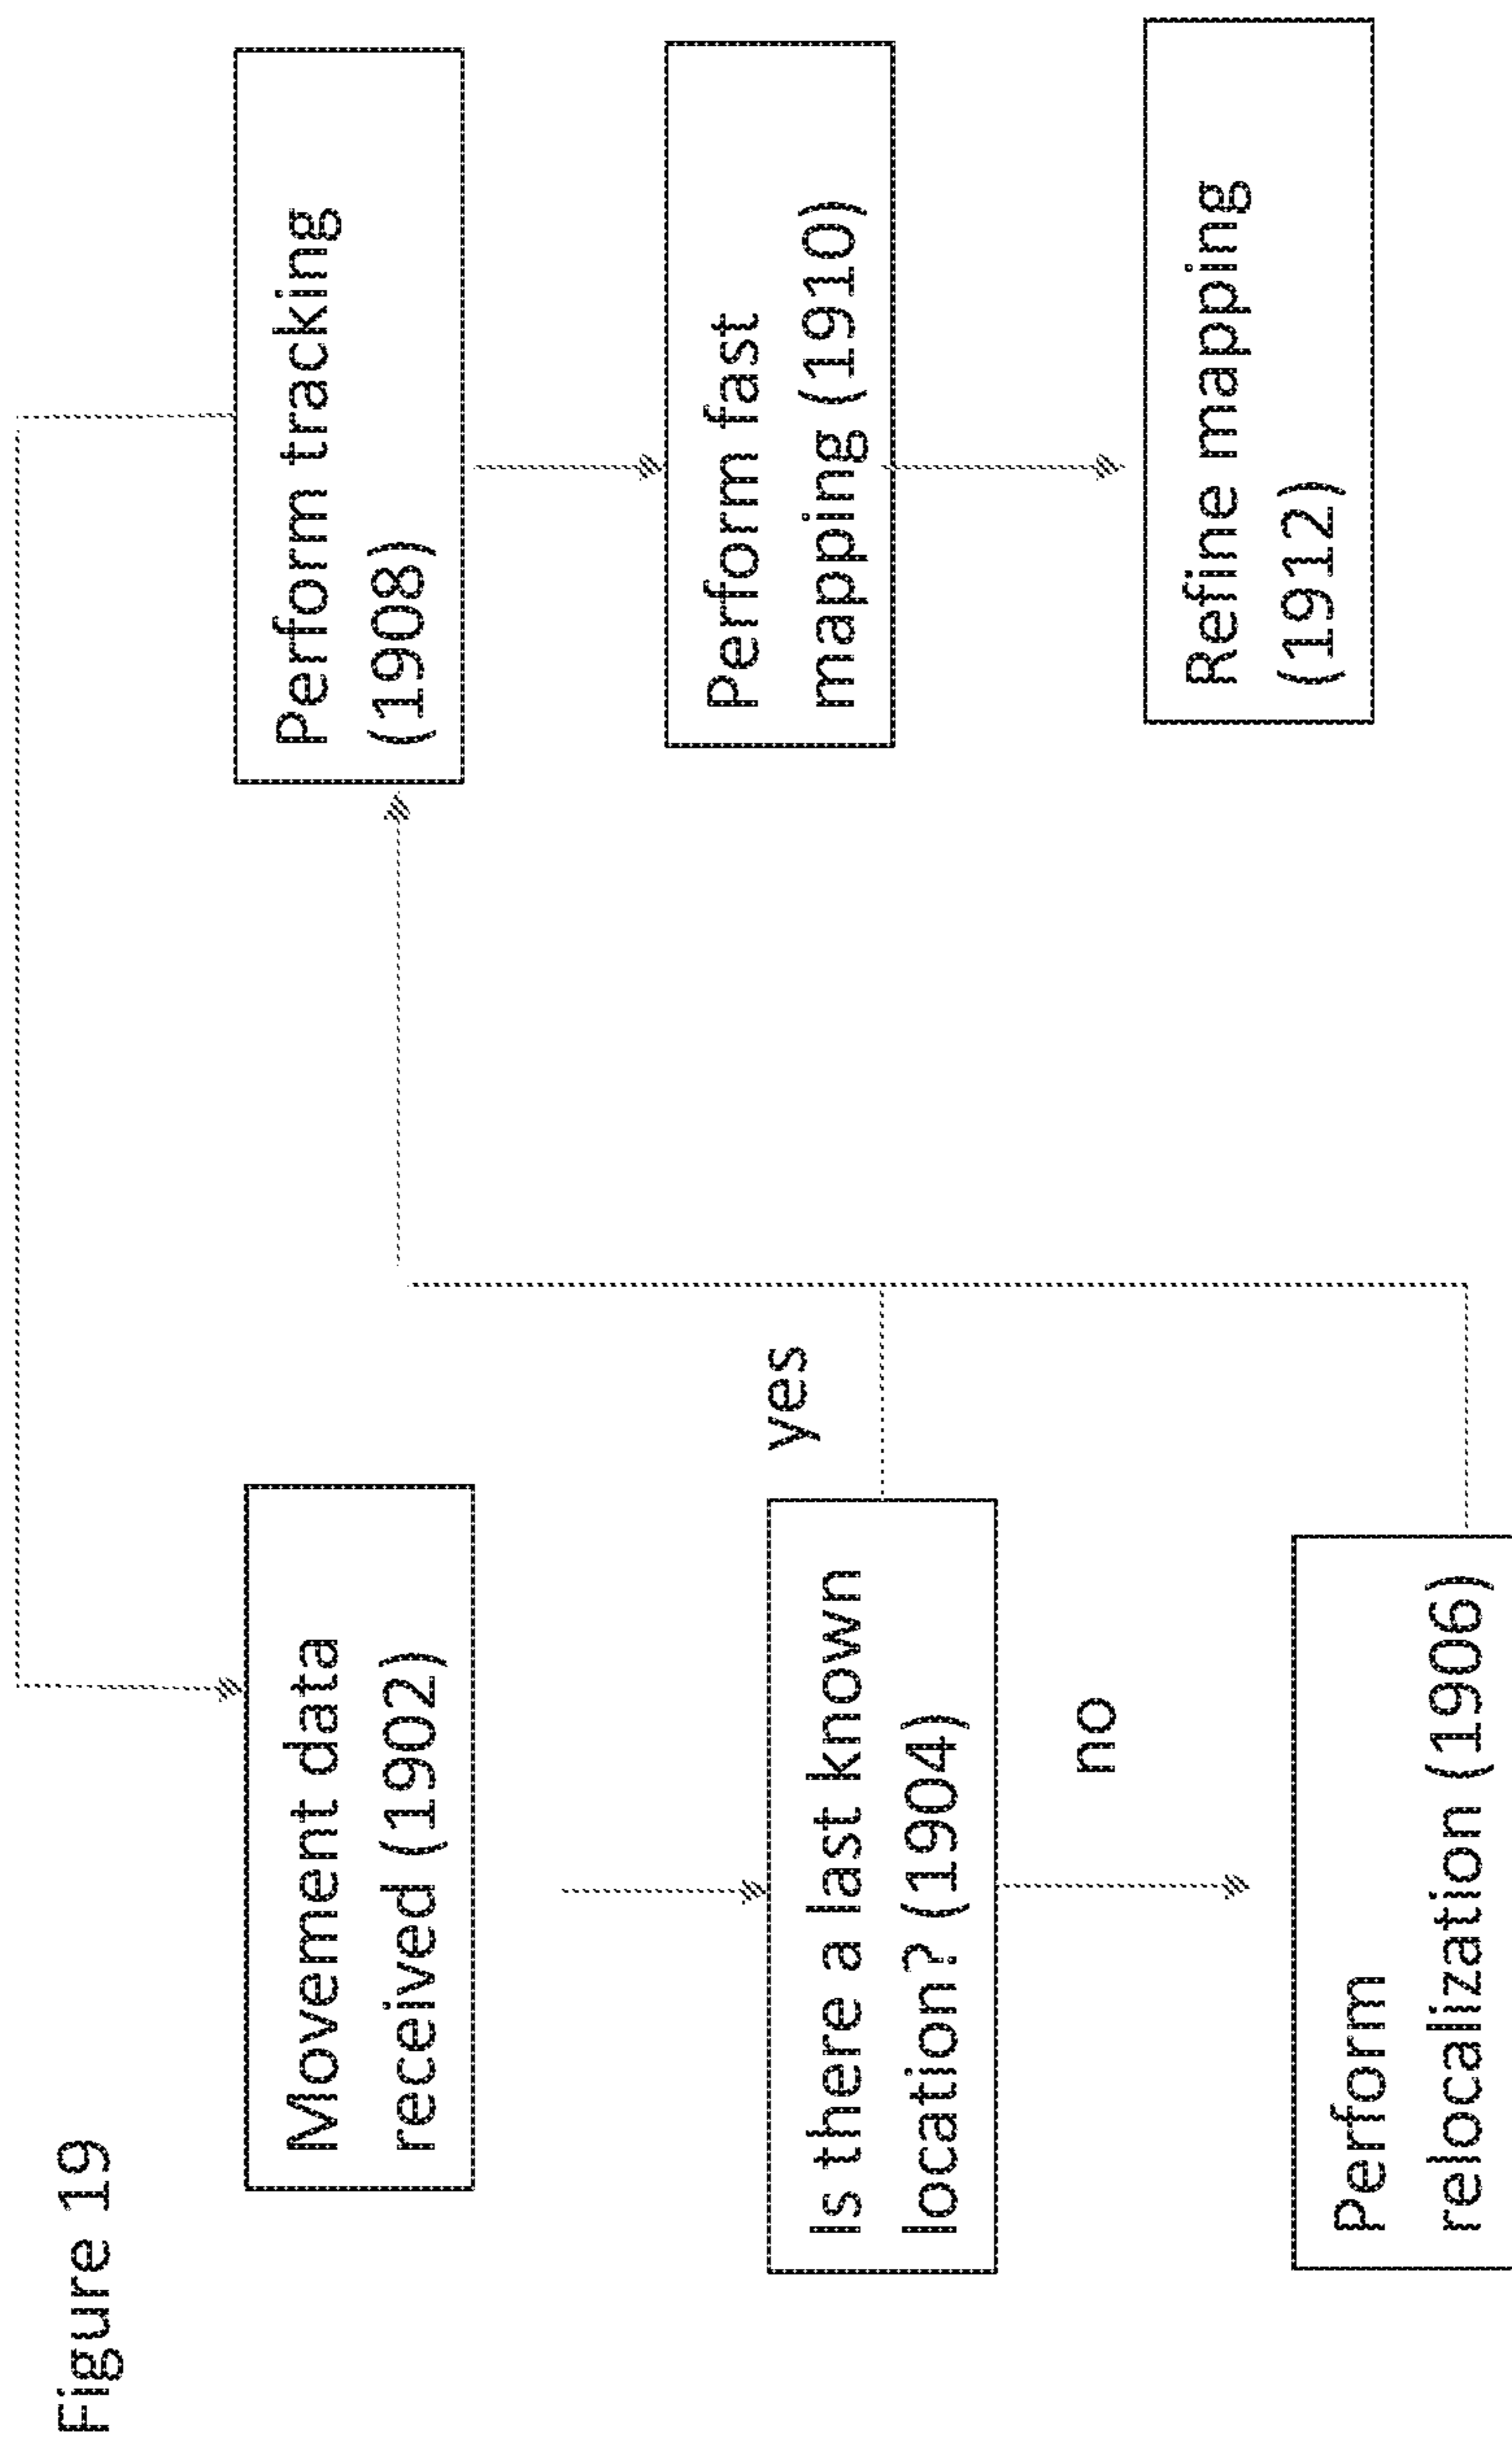 Figure 19
Movement data
received (1902)
Is there a last known
location? (1904)
yes
no
Perform
relocalization (1906)
Perform tracking
(1908)
Perform fast
mapping (1910)
Refine mapping
(1912)